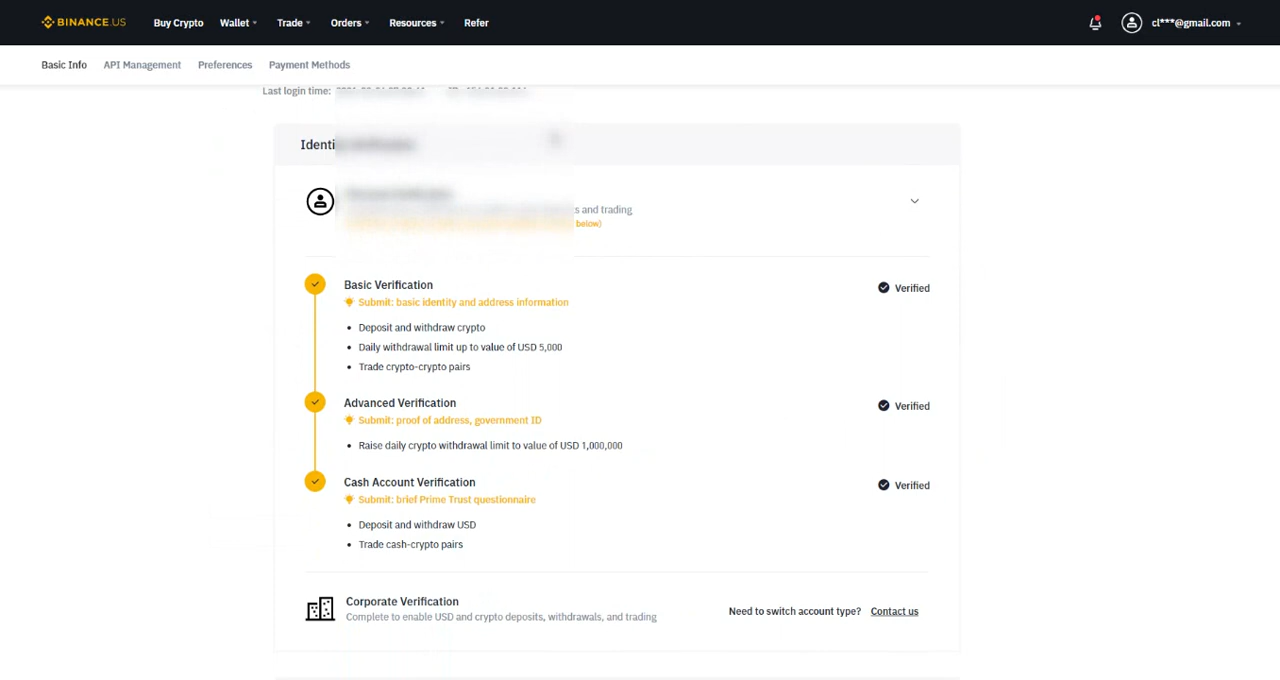 BINANCE.US
Buy Crypto Wallet Trade Orders Resources Refer cl***@gmail.com
Basic Info API Management Preferences Payment Methods
Last login time:
and trading
below)
Basic Verification
Verified
Submit: basic identity and address information
• Deposit and withdraw crypto
• Daily withdrawal limit up to value of USD 5,000
• Trade crypto-crypto pairs
Advanced Verification
Verified
Submit: proof of address, government ID
• Raise daily crypto withdrawal limit to value of USD 1,000,000
Cash Account Verification
Verified
Submit: brief Prime Trust questionnaire
• Deposit and withdraw USD
• Trade cash-crypto pairs
Corporate Verification
Complete to enable USD and crypto deposits, withdrawals, and trading
Need to switch account type? Contact us